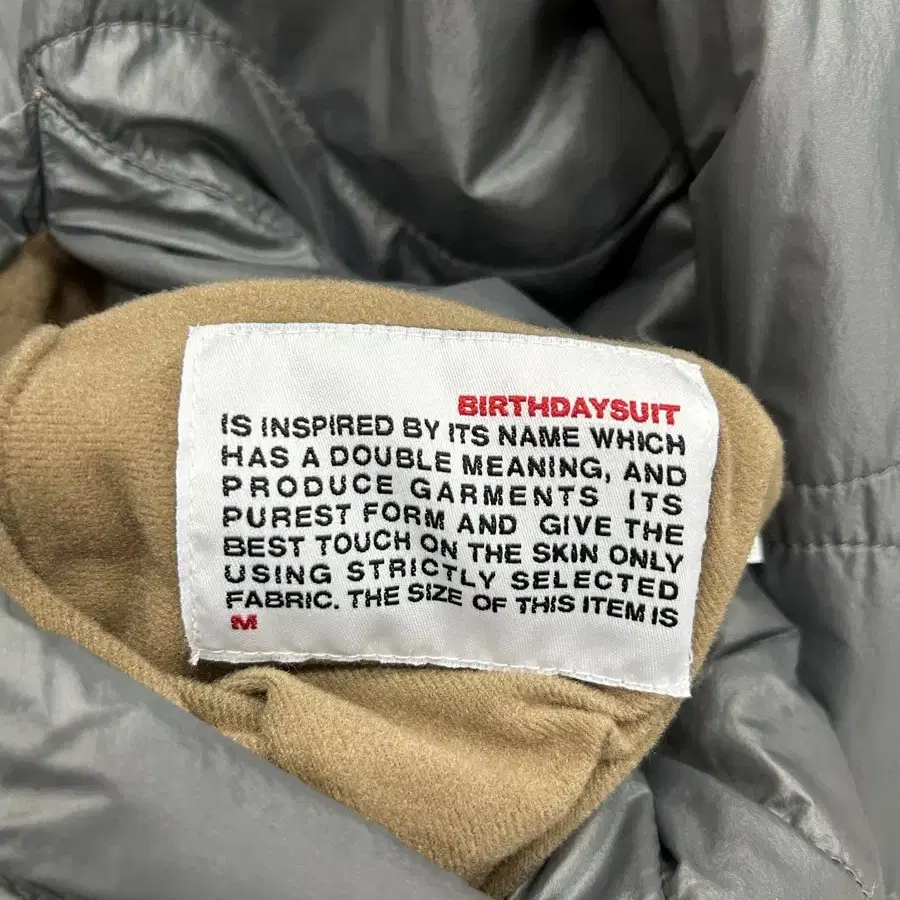 BIRTHDAYSUIT
IS INSPIRED BY ITS NAME WHICH
HAS A DOUBLE MEANING, AND
PRODUCE GARMENTS ITS
PUREST FORM AND GIVE THE
BEST TOUCH ON THE SKIN ONLY
USING STRICTLY SELECTED
FABRIC. THE SIZE OF THIS ITEM IS
M